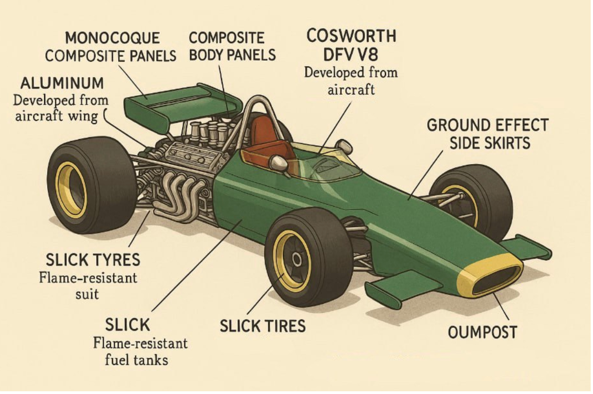 MONOCOQUE
COMPOSITE PANELS
COMPOSITE
BODY PANELS
COSWORTH
DFV V8
Developed from
aircraft
ALUMINUM
Developed from
aircraft wing
GROUND EFFECT
SIDE SKIRTS
SLICK TYRES
Flame-resistant
suit
SLICK
Flame-resistant
fuel tanks
SLICK TIRES
OUMPOST